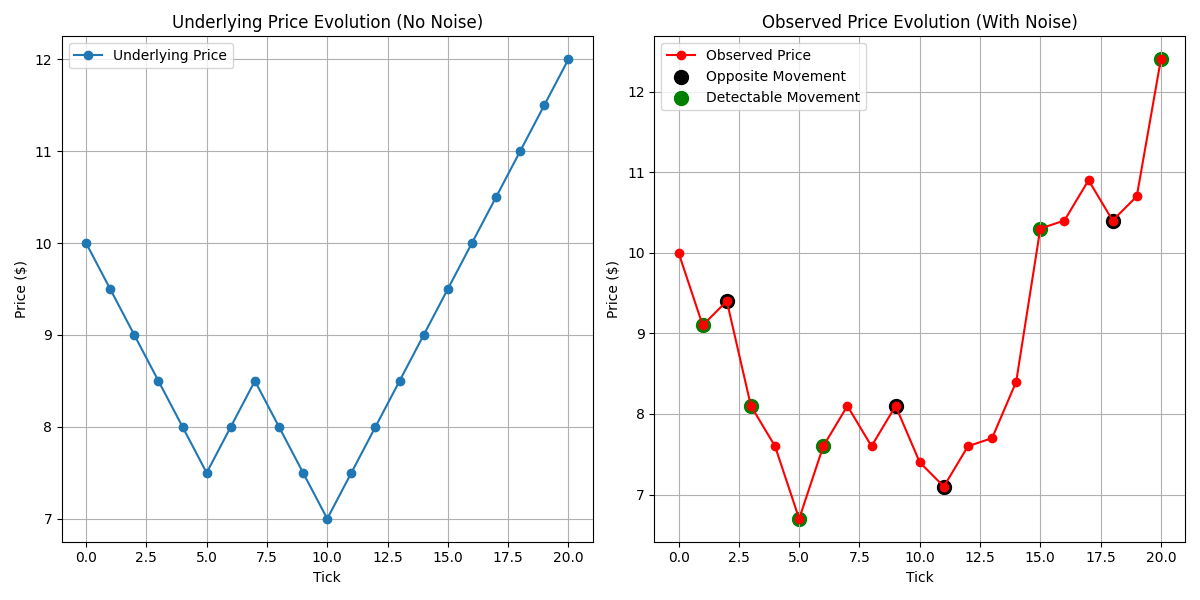 Underlying Price Evolution (No Noise)
Underlying Price
Price ($)
12
11
10
9
8
7
0.0 2.5 5.0 7.5 10.0 12.5 15.0 17.5 20.0
Tick
Observed Price Evolution (With Noise)
Observed Price
Opposite Movement
Detectable Movement
Price ($)
12
11
10
9
8
7
0.0 2.5 5.0 7.5 10.0 12.5 15.0 17.5 20.0
Tick